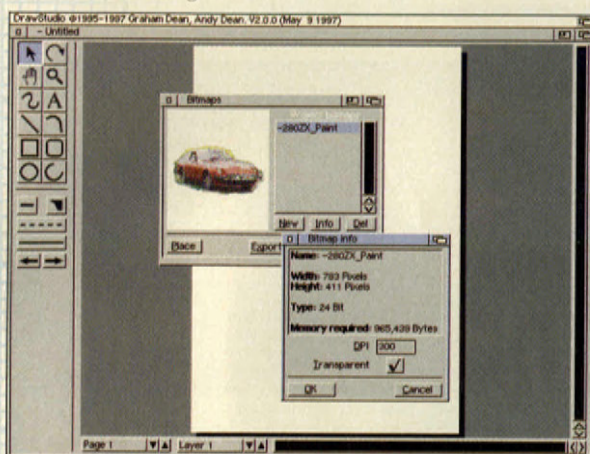 DrawStudio ©1995-1997 Graham Dean, Andy Dean. V2.0.0 (May 9 1997)
- Untitled
A
Bitmaps
~280ZX_Paint
New Info Del
Place Export
Bitmap info
Name: ~280ZX_Paint
Width: 783 Pixels
Height: 411 Pixels
Type: 24 Bit
Memory required: 965,439 Bytes
DPI 300
Transparent
OK Cancel
Page 1 Layer 1